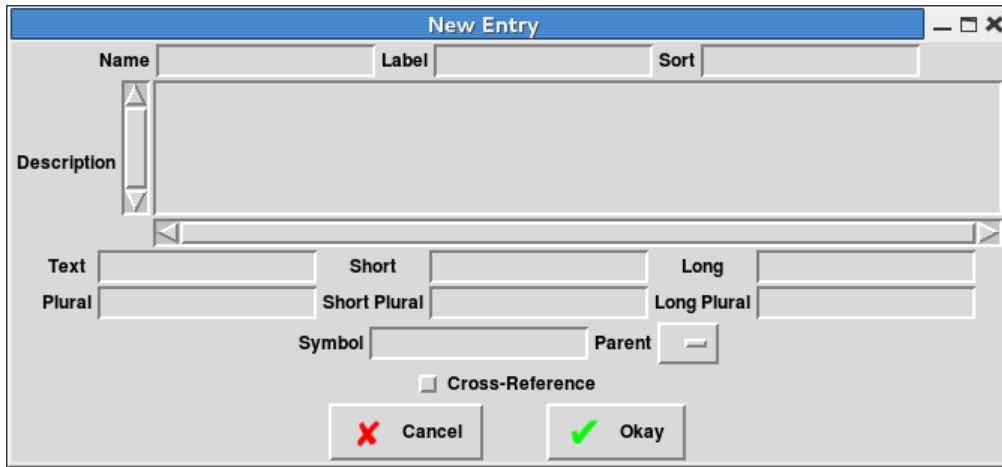 New Entry
Name Label Sort
Description
Text Short Long
Plural Short Plural Long Plural
Symbol Parent
Cross-Reference
Cancel Okay